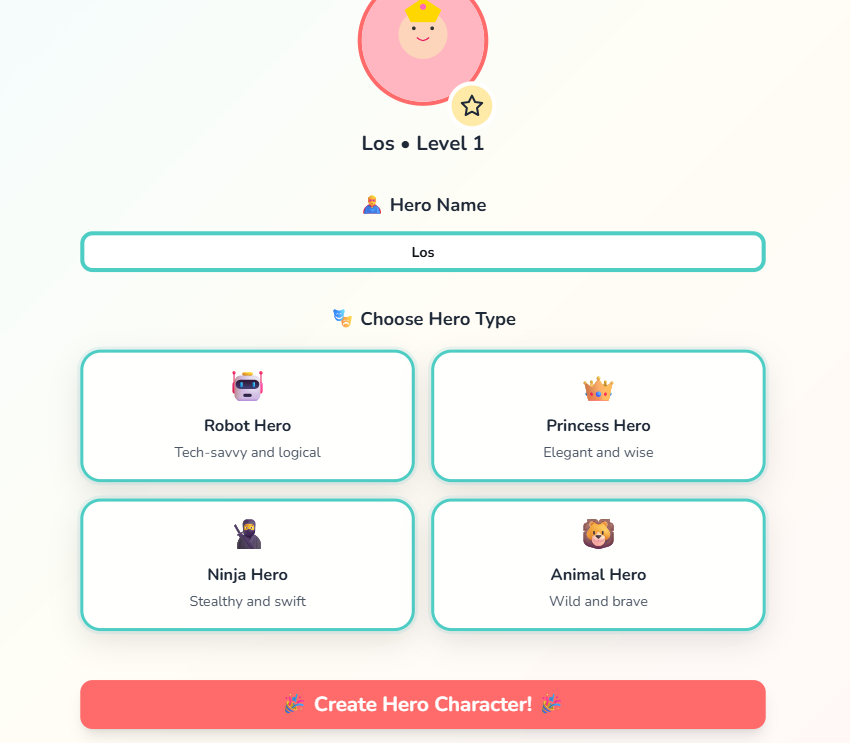 Los • Level 1
Hero Name
Los
Choose Hero Type
Robot Hero
Tech-savvy and logical
Princess Hero
Elegant and wise
Ninja Hero
Stealthy and swift
Animal Hero
Wild and brave
Create Hero Character!